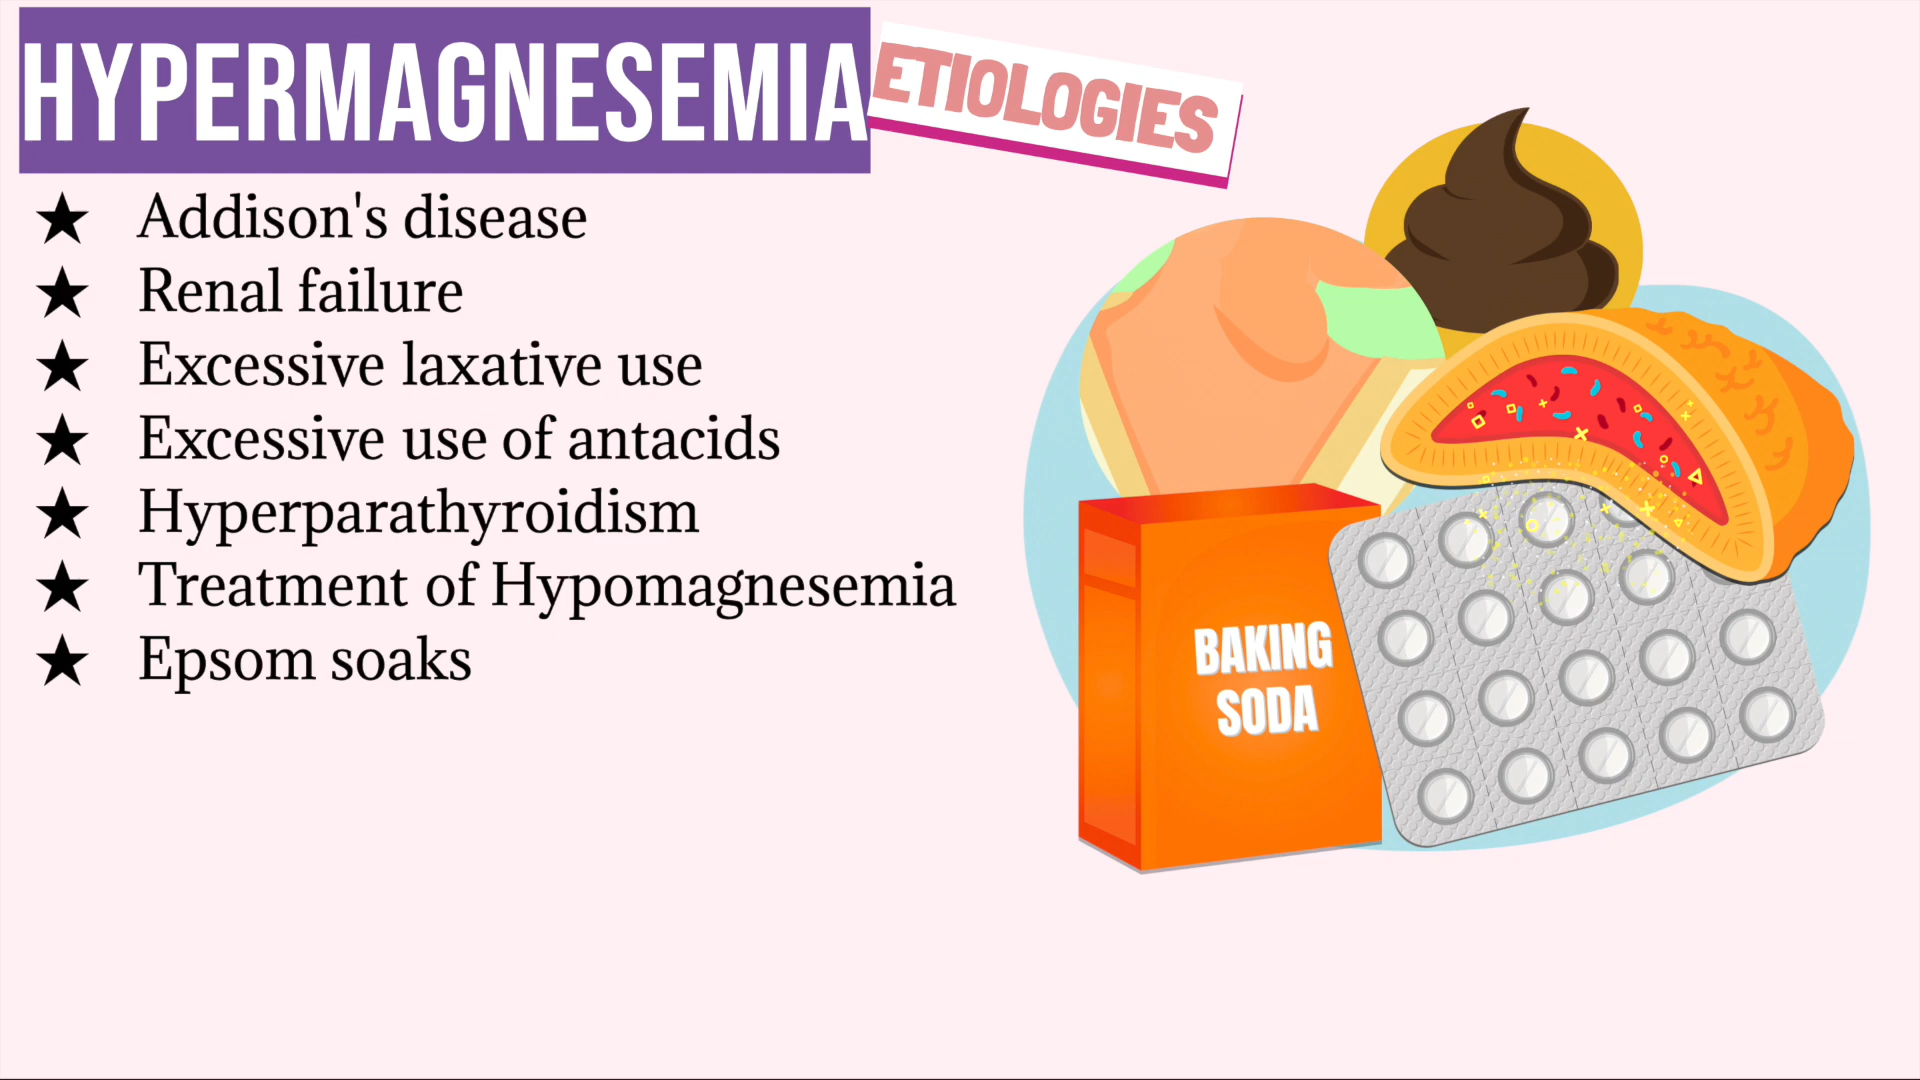 HYPERMAGNESEMIA
ETIOLOGIES
★ Addison's disease
★ Renal failure
★ Excessive laxative use
★ Excessive use of antacids
★ Hyperparathyroidism
★ Treatment of Hypomagnesemia
★ Epsom soaks
BAKING
SODA